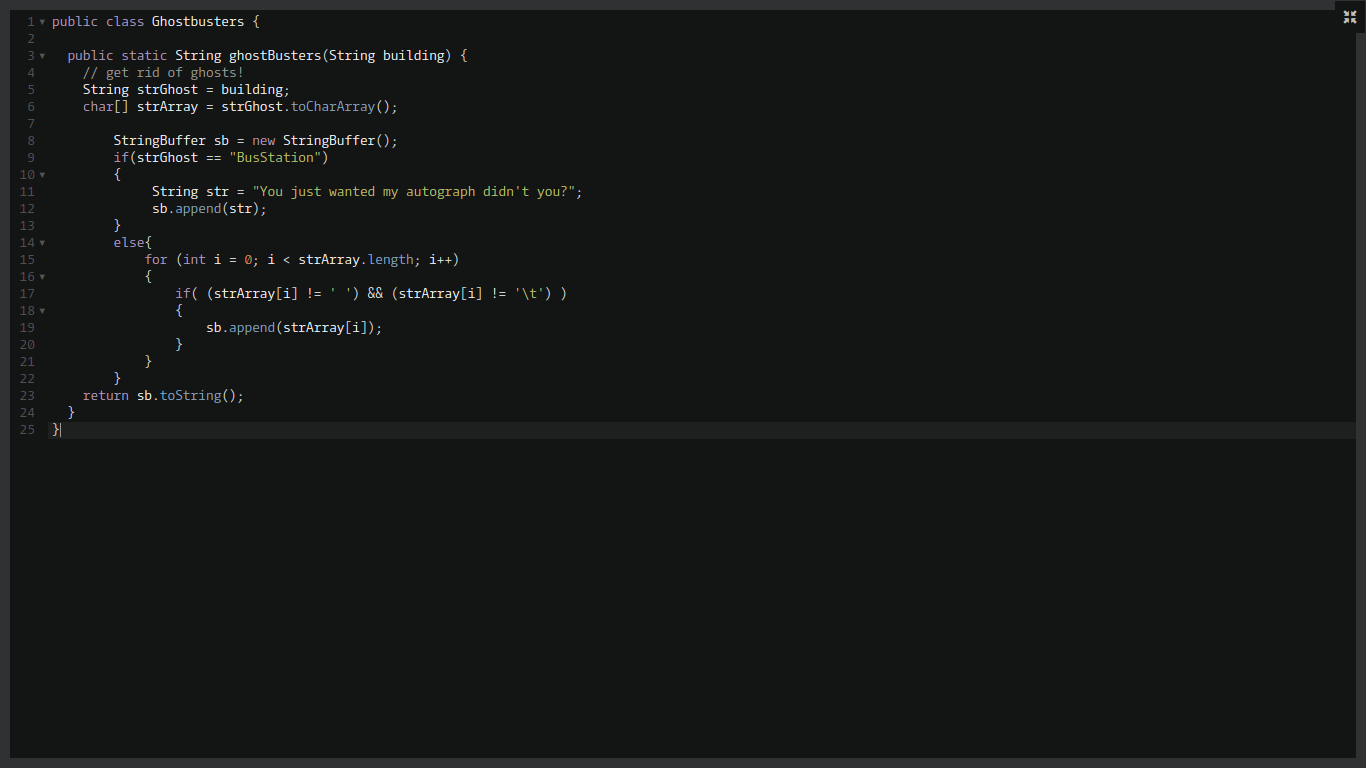 1 public class Ghostbusters {
2
3   public static String ghostBusters(String building) {
4     // get rid of ghosts!
5     String strGhost = building;
6     char[] strArray = strGhost.toCharArray();
7
8         StringBuffer sb = new StringBuffer();
9         if(strGhost == "BusStation")
10         {
11              String str = "You just wanted my autograph didn't you?";
12              sb.append(str);
13         }
14         else{
15             for (int i = 0; i < strArray.length; i++)
16             {
17                 if( (strArray[i] != ' ') && (strArray[i] != '\t') )
18                 {
19                     sb.append(strArray[i]);
20                 }
21             }
22         }
23     return sb.toString();
24   }
25 }